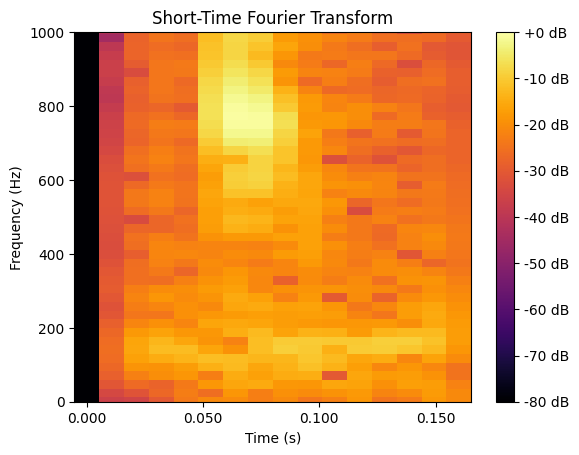 Short-Time Fourier Transform
1000
800
600
400
200
0
Frequency (Hz)
0.000
0.050
0.100
0.150
Time (s)
+0 dB
-10 dB
-20 dB
-30 dB
-40 dB
-50 dB
-60 dB
-70 dB
-80 dB